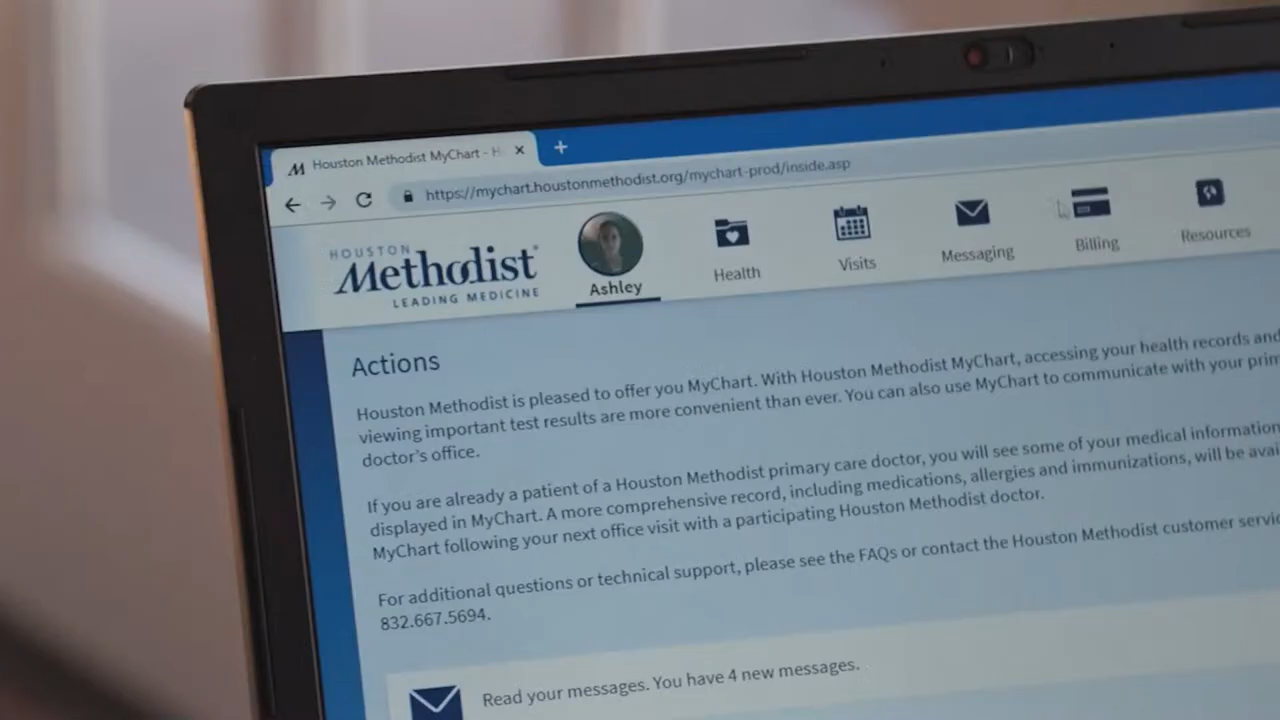 Houston Methodist MyChart - H
https://mychart.houstonmethodist.org/mychart-prod/inside.asp
HOUSTON
Methodist
LEADING MEDICINE
Ashley
Health
Visits
Messaging
Billing
Resources
Actions
Houston Methodist is pleased to offer you MyChart. With Houston Methodist MyChart, accessing your health records and
viewing important test results are more convenient than ever. You can also use MyChart to communicate with your prim
doctor's office.
If you are already a patient of a Houston Methodist primary care doctor, you will see some of your medical information
displayed in MyChart. A more comprehensive record, including medications, allergies and immunizations, will be avai
MyChart following your next office visit with a participating Houston Methodist doctor.
For additional questions or technical support, please see the FAQs or contact the Houston Methodist customer servic
832.667.5694.
Read your messages. You have 4 new messages.